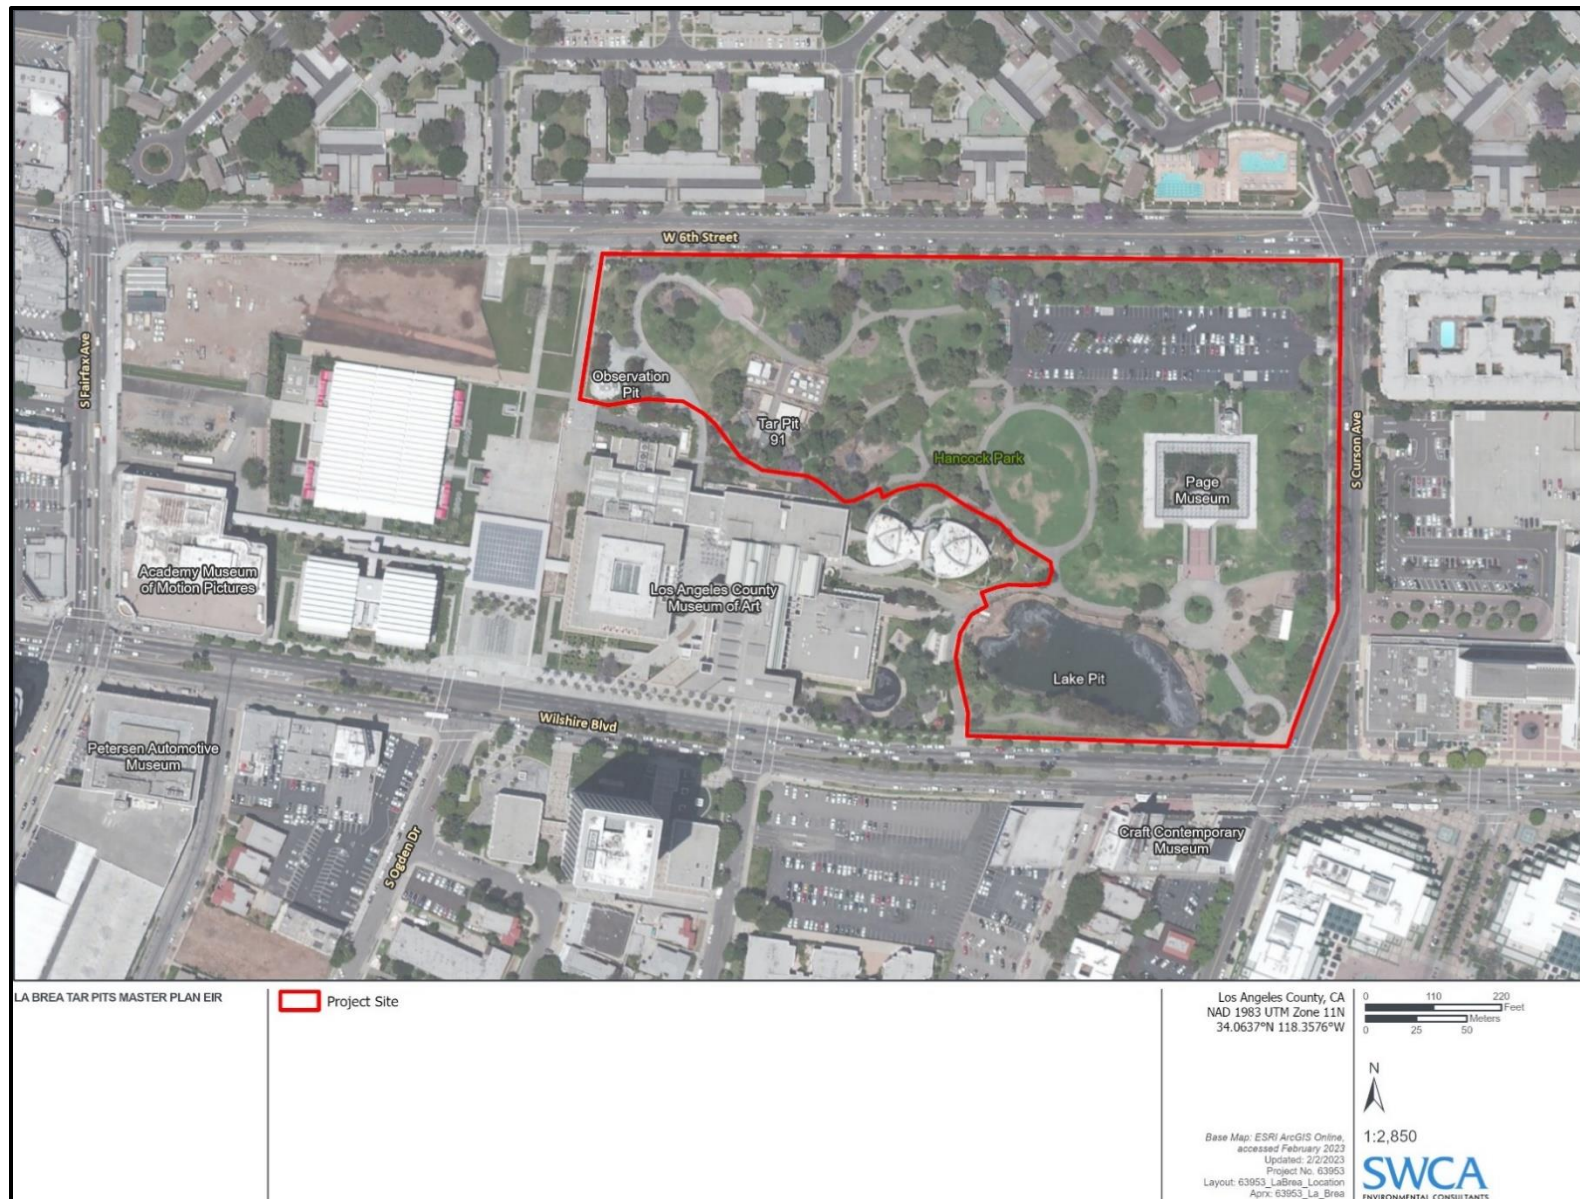 W 6th Street
S Fairfax Ave
Observation
Pit
Tar Pit
91
Hancock Park
Page
Museum
S Curson Ave
Academy Museum
of Motion Pictures
Los Angeles County
Museum of Art
Lake Pit
Wilshire Blvd
Petersen Automotive
Museum
S Ogden Dr
Craft Contemporary
Museum
LA BREA TAR PITS MASTER PLAN EIR
Project Site
Los Angeles County, CA
NAD 1983 UTM Zone 11N
34.0637°N 118.3576°W
0 110 220
Feet
Meters
0 25 50
N
1:2,850
Base Map: ESRI ArcGIS Online,
accessed February 2023
Updated: 2/2/2023
Project No. 63953
Layout: 63953_LaBrea_Location
Aprx: 63953_La_Brea
SWCA
ENVIRONMENTAL CONSULTANTS